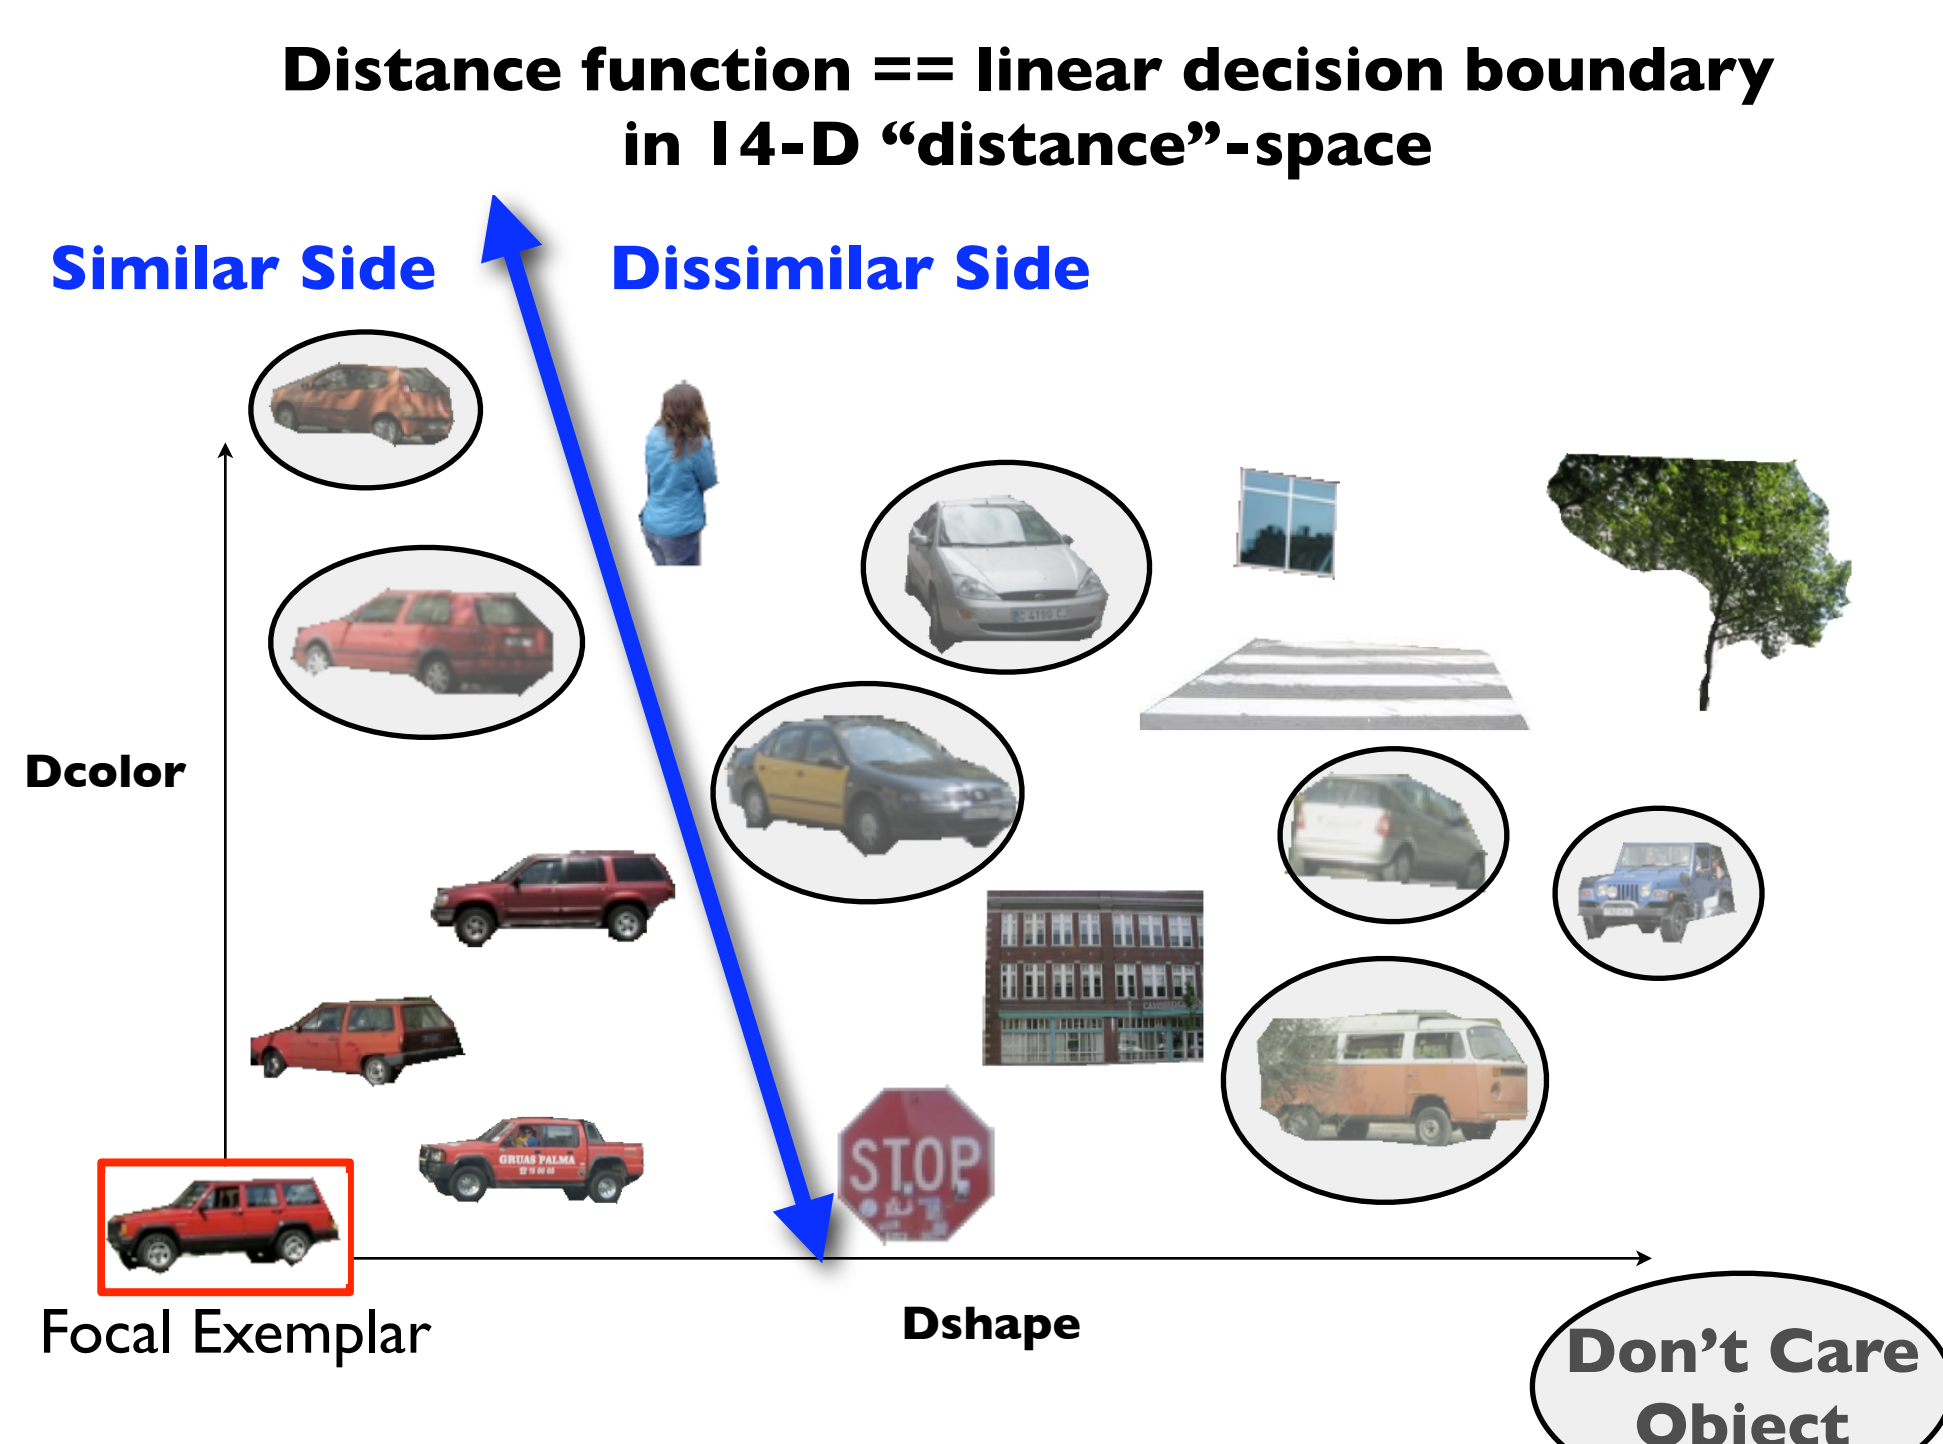 Distance function == linear decision boundary
in 14-D “distance”-space
Similar Side
Dissimilar Side
Dcolor
GRUAS PALMA
STOP
Focal Exemplar
Dshape
Don’t Care
Object